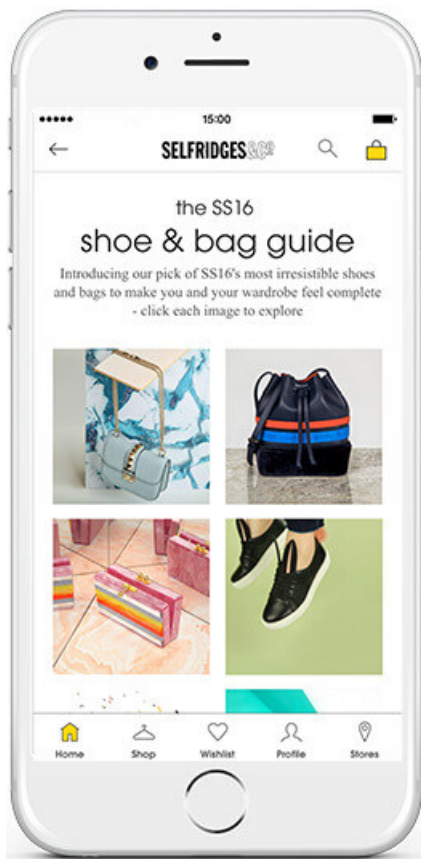 15:00
SELFRIDGES&CO
the SS16
shoe & bag guide
Introducing our pick of SS16's most irresistible shoes
and bags to make you and your wardrobe feel complete
- click each image to explore
Home Shop Wishlist Profile Stores